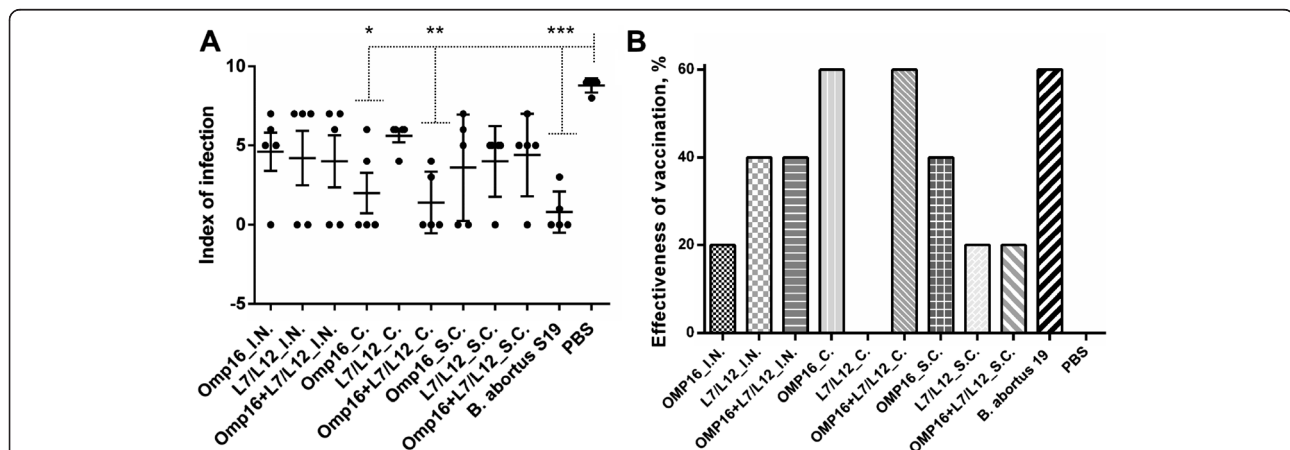 A
* ** ***
Index of infection
10
5
0
-5
Omp16_I.N.
L7/L12_I.N.
Omp16+L7/L12_I.N.
Omp16_C.
L7/L12_C.
Omp16+L7/L12_C.
Omp16_S.C.
L7/L12_S.C.
Omp16+L7/L12_S.C.
B. abortus S19
PBS
B
Effectiveness of vaccination, %
60
40
20
0
OMP16_I.N.
L7/L12_I.N.
OMP16+L7/L12_I.N.
OMP16_C.
L7/L12_C.
OMP16+L7/L12_C.
OMP16_S.C.
L7/L12_S.C.
OMP16+L7/L12_S.C.
B. abortus 19
PBS